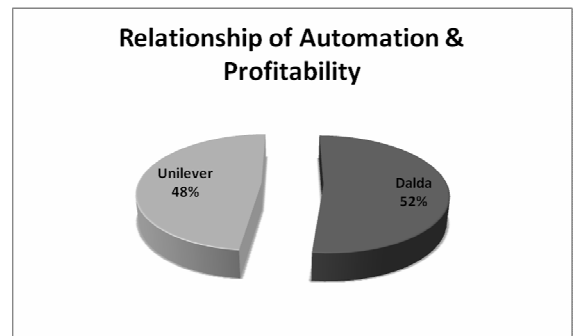 Relationship of Automation &
Profitability
Unilever
48%
Dalda
52%